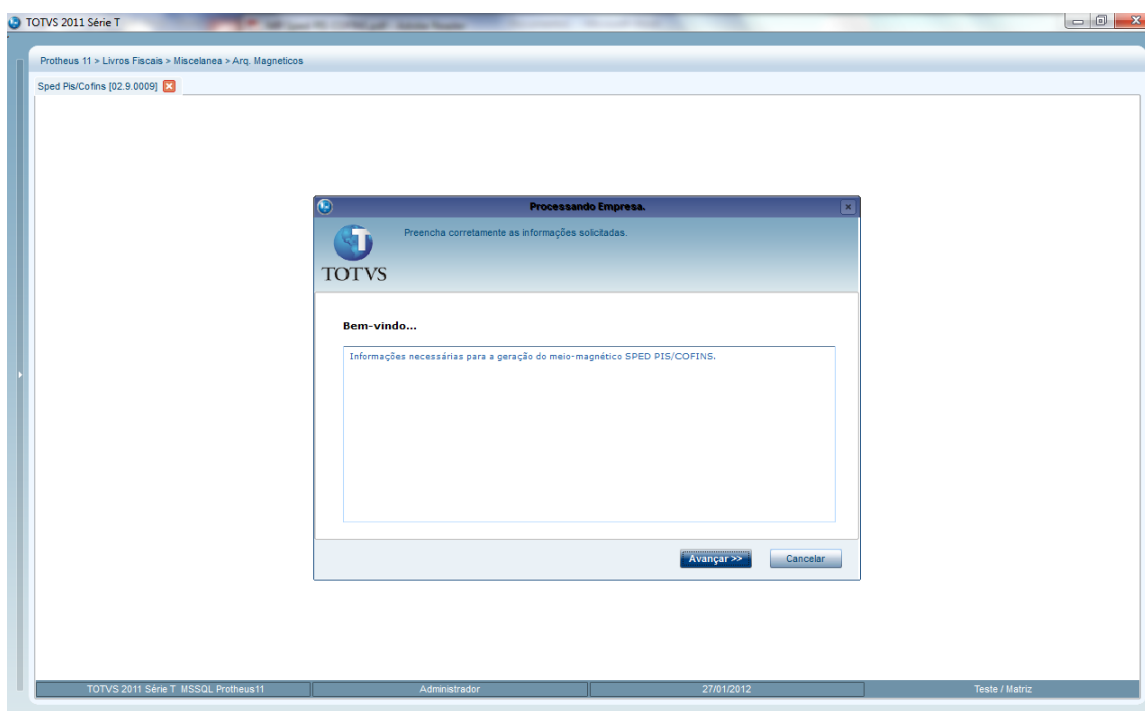 TOTVS 2011 Série T
Protheus 11 > Livros Fiscais > Miscelanea > Arq. Magneticos
Sped Pis/Cofins [02.9.0009]
Processando Empresa.
Preencha corretamente as informações solicitadas.
TOTVS
Bem-vindo...
Informações necessárias para a geração do meio-magnético SPED PIS/COFINS.
Avançar >>
Cancelar
TOTVS 2011 Série T MSSQL Protheus11
Administrador
27/01/2012
Teste / Matriz